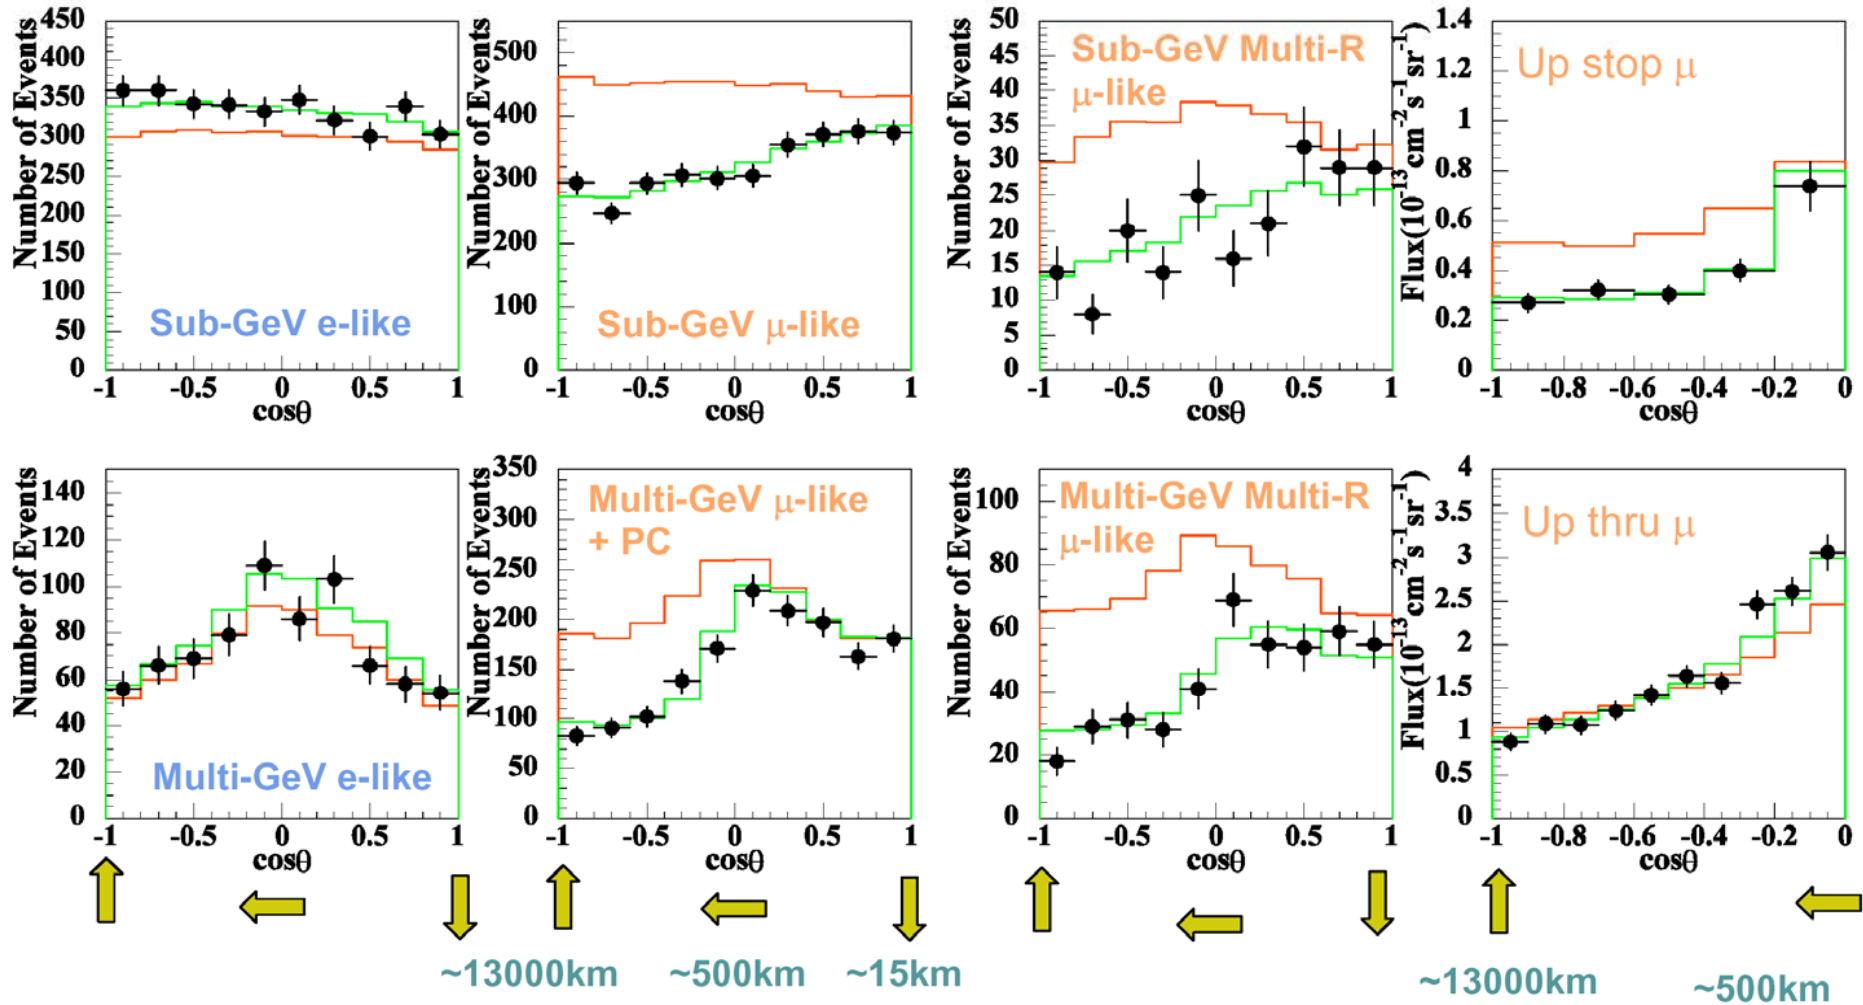 Number of Events
450
400
350
300
250
200
150
100
50
0
Sub-GeV e-like
-1 -0.5 0 0.5 1
cosθ
Number of Events
500
400
300
200
100
0
Sub-GeV μ-like
-1 -0.5 0 0.5 1
cosθ
Number of Events
50
45
40
35
30
25
20
15
10
5
0
Sub-GeV Multi-R
μ-like
-1 -0.5 0 0.5 1
cosθ
Flux(10-13cm-2s-1sr-1)
1.4
1.2
1
0.8
0.6
0.4
0.2
0
Up stop μ
-1 -0.8 -0.6 -0.4 -0.2 0
cosθ
Number of Events
140
120
100
80
60
40
20
0
Multi-GeV e-like
-1 -0.5 0 0.5 1
cosθ
Number of Events
350
300
250
200
150
100
50
0
Multi-GeV μ-like
+ PC
-1 -0.5 0 0.5 1
cosθ
Number of Events
100
80
60
40
20
0
Multi-GeV Multi-R
μ-like
-1 -0.5 0 0.5 1
cosθ
Flux(10-13cm-2s-1sr-1)
4
3.5
3
2.5
2
1.5
1
0.5
0
Up thru μ
-1 -0.8 -0.6 -0.4 -0.2 0
cosθ
~13000km ~500km ~15km
~13000km ~500km